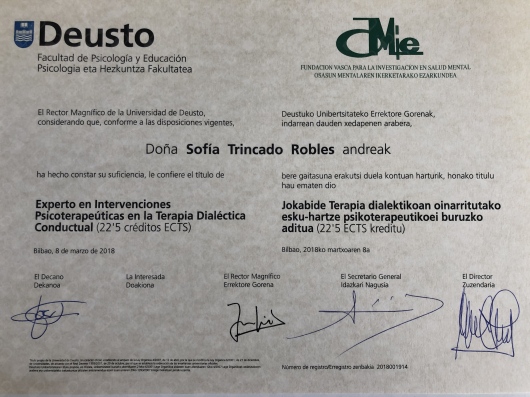 Deusto
Facultad de Psicología y Educación
Psicologia eta Hezkuntza Fakultatea
OMIE
FUNDACION VASCA PARA LA INVESTIGACION EN SALUD MENTAL
OSASUN MENTALAREN IKERKETARAKO EZARKUNDEA
El Rector Magnífico de la Universidad de Deusto,
considerando que, conforme a las disposiciones vigentes,
Deustuko Unibertsitateko Errektore Gorenak,
indarrean dauden xedapenen arabera,
Doña Sofía Trincado Robles andreak
ha hecho constar su suficiencia, le confiere el título de
bere gaitasuna erakutsi duela kontuan harturik, honako titulu
hau ematen dio
Experto en Intervenciones
Psicoterapeúticas en la Terapia Dialéctica
Conductual (22'5 créditos ECTS)
Jokabide Terapia dialektikoan oinarritutako
esku-hartze psikoterapeutikoei buruzko
aditua (22'5 ECTS kreditu)
Bilbao, 8 de marzo de 2018
Bilbao, 2018ko martxoaren 8a
El Decano
Dekanoa
La Interesada
Doakiona
El Rector Magnífico
Errektore Gorena
El Secretario General
Idazkari Nagusia
El Director
Zuzendaria
Número de registro/Erregistro zenbakia 2018001914